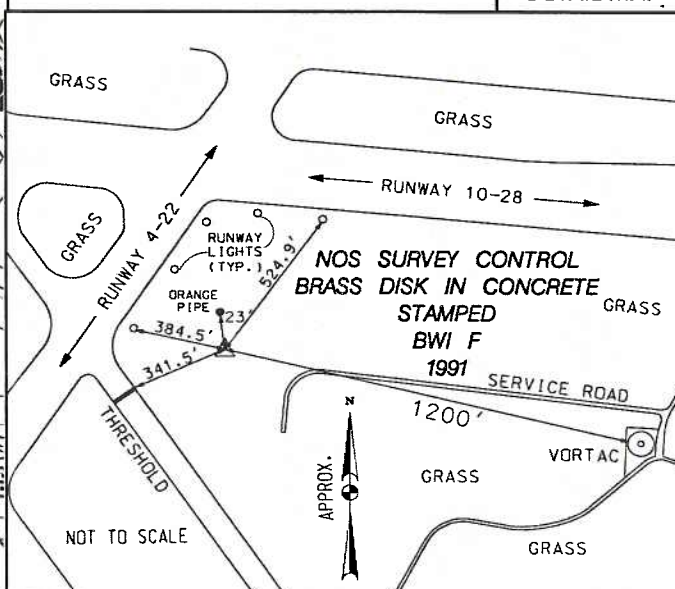 GRASS
GRASS
RUNWAY 10-28
GRASS
RUNWAY 4-22
RUNWAY
LIGHTS
(TYP.)
524.9'
NOS SURVEY CONTROL
BRASS DISK IN CONCRETE
STAMPED
BWI F
1991
GRASS
ORANGE
PIPE
23'
384.5'
341.5'
SERVICE ROAD
1200'
THRESHOLD
N
APPROX.
VORTAC
GRASS
NOT TO SCALE
GRASS